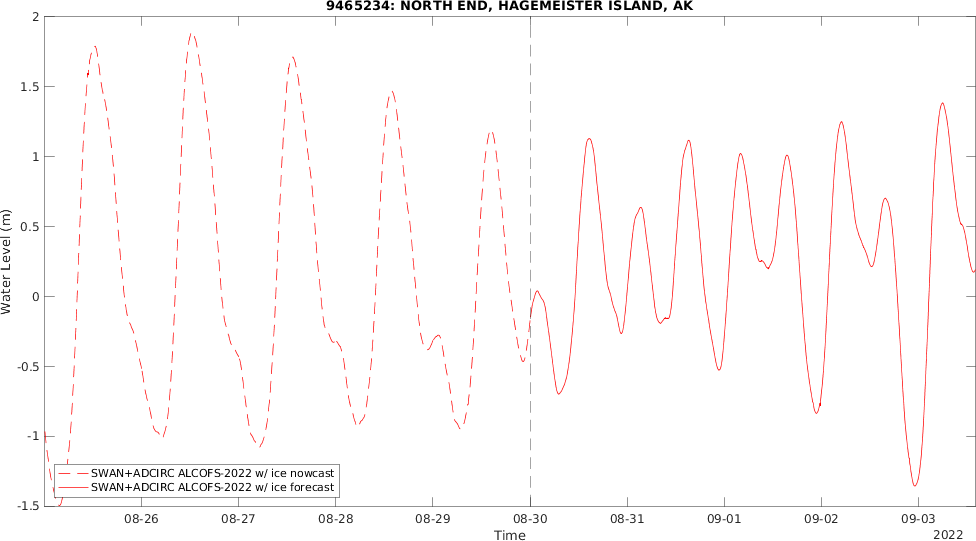 9465234: NORTH END, HAGEMEISTER ISLAND, AK
2
1.5
1
0.5
0
-0.5
-1
-1.5
Water Level (m)
SWAN+ADCIRC ALCOFS-2022 w/ ice nowcast
SWAN+ADCIRC ALCOFS-2022 w/ ice forecast
08-26 08-27 08-28 08-29 08-30 08-31 09-01 09-02 09-03
Time
2022